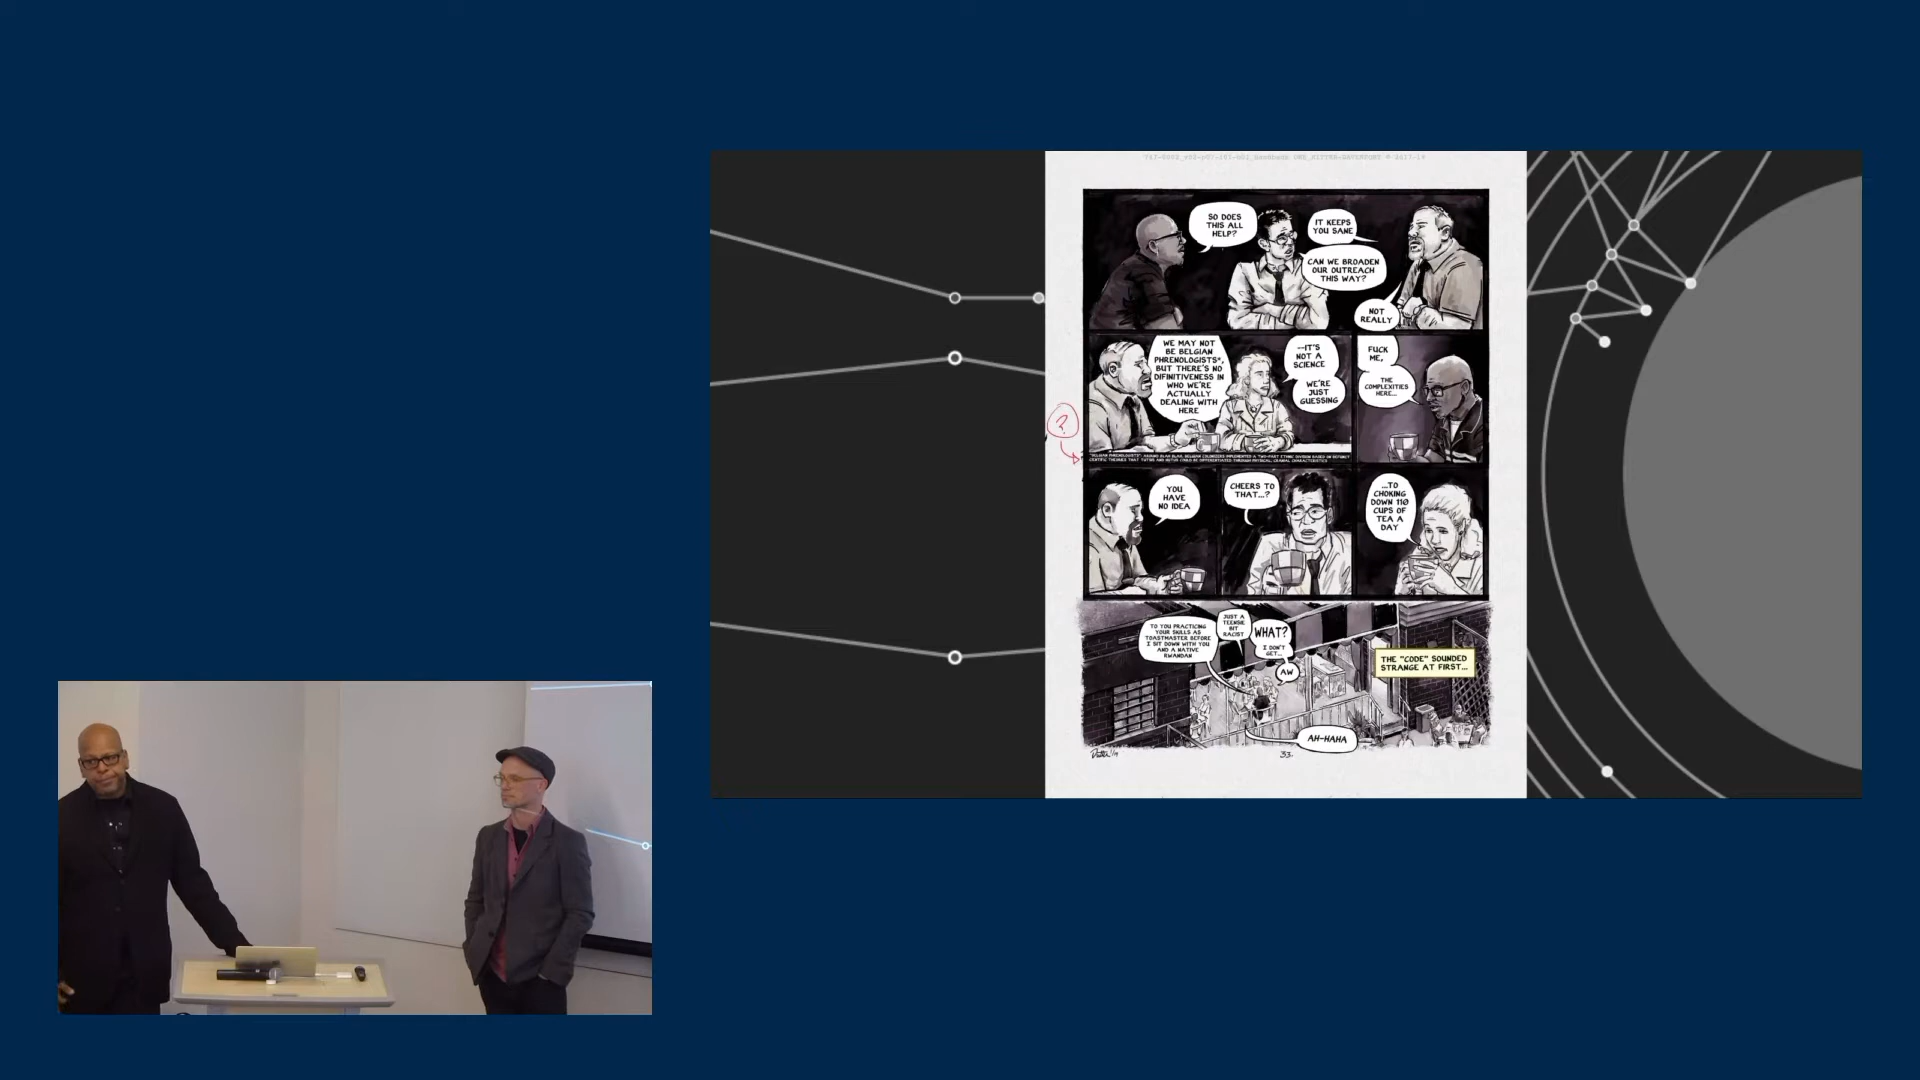 SO DOES
THIS ALL
HELP?
IT KEEPS
YOU SANE
CAN WE BROADEN
OUR OUTREACH
THIS WAY?
NOT
REALLY
WE MAY NOT
BE BELGIAN
PHRENOLOGISTS*,
BUT THERE'S NO
DIFINITIVENESS IN
WHO WE'RE
ACTUALLY
DEALING WITH
HERE
--IT'S
NOT A
SCIENCE
WE'RE
JUST
GUESSING
FUCK
ME,
THE
COMPLEXITIES
HERE...
?
YOU
HAVE
NO IDEA
CHEERS TO
THAT...?
...TO
CHOKING
DOWN 110
CUPS OF
TEA A
DAY
TO YOU PRACTICING
YOUR SKILLS AS
TOASTMASTER BEFORE
I SIT DOWN WITH YOU
AND A NATIVE
RWANDAN
JUST A
TEENSIE
BIT
RACIST
WHAT?
I DON'T
GET...
AW
THE "CODE" SOUNDED
STRANGE AT FIRST...
AH-HAHA
33.